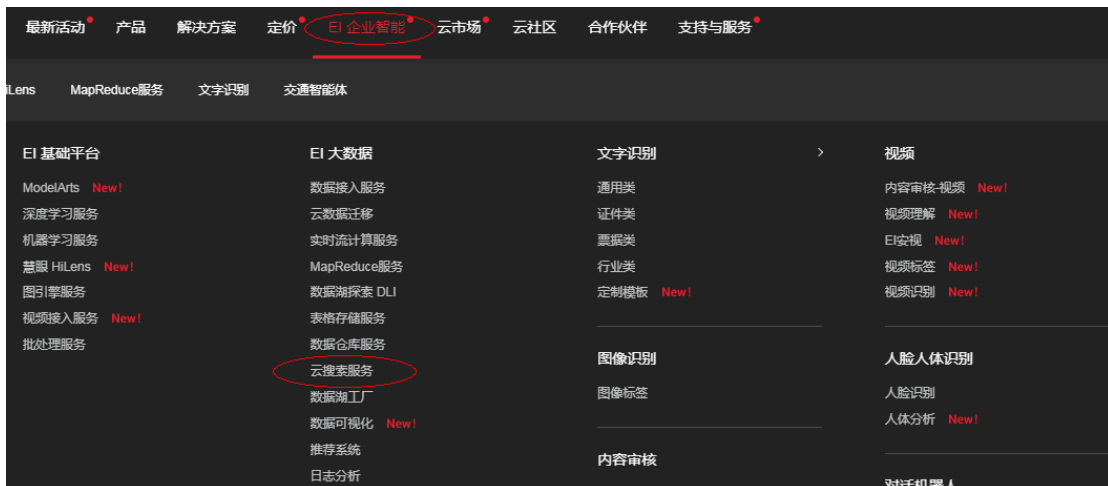 最新活动 产品 解决方案 定价 EI 企业智能 云市场 云社区 合作伙伴 支持与服务
iLens MapReduce服务 文字识别 交通智能体
EI 基础平台
ModelArts New!
深度学习服务
机器学习服务
慧眼 HiLens New!
图引擎服务
视频接入服务 New!
批处理服务
EI 大数据
数据接入服务
云数据迁移
实时流计算服务
MapReduce服务
数据湖探索 DLI
表格存储服务
数据仓库服务
云搜索服务
数据湖工厂
数据可视化 New!
推荐系统
日志分析
文字识别
通用类
证件类
票据类
行业类
定制模板 New!
图像识别
图像标签
内容审核
视频
内容审核-视频 New!
视频理解 New!
EI安视 New!
视频标签 New!
视频识别 New!
人脸人体识别
人脸识别
人体分析 New!
对话机器人